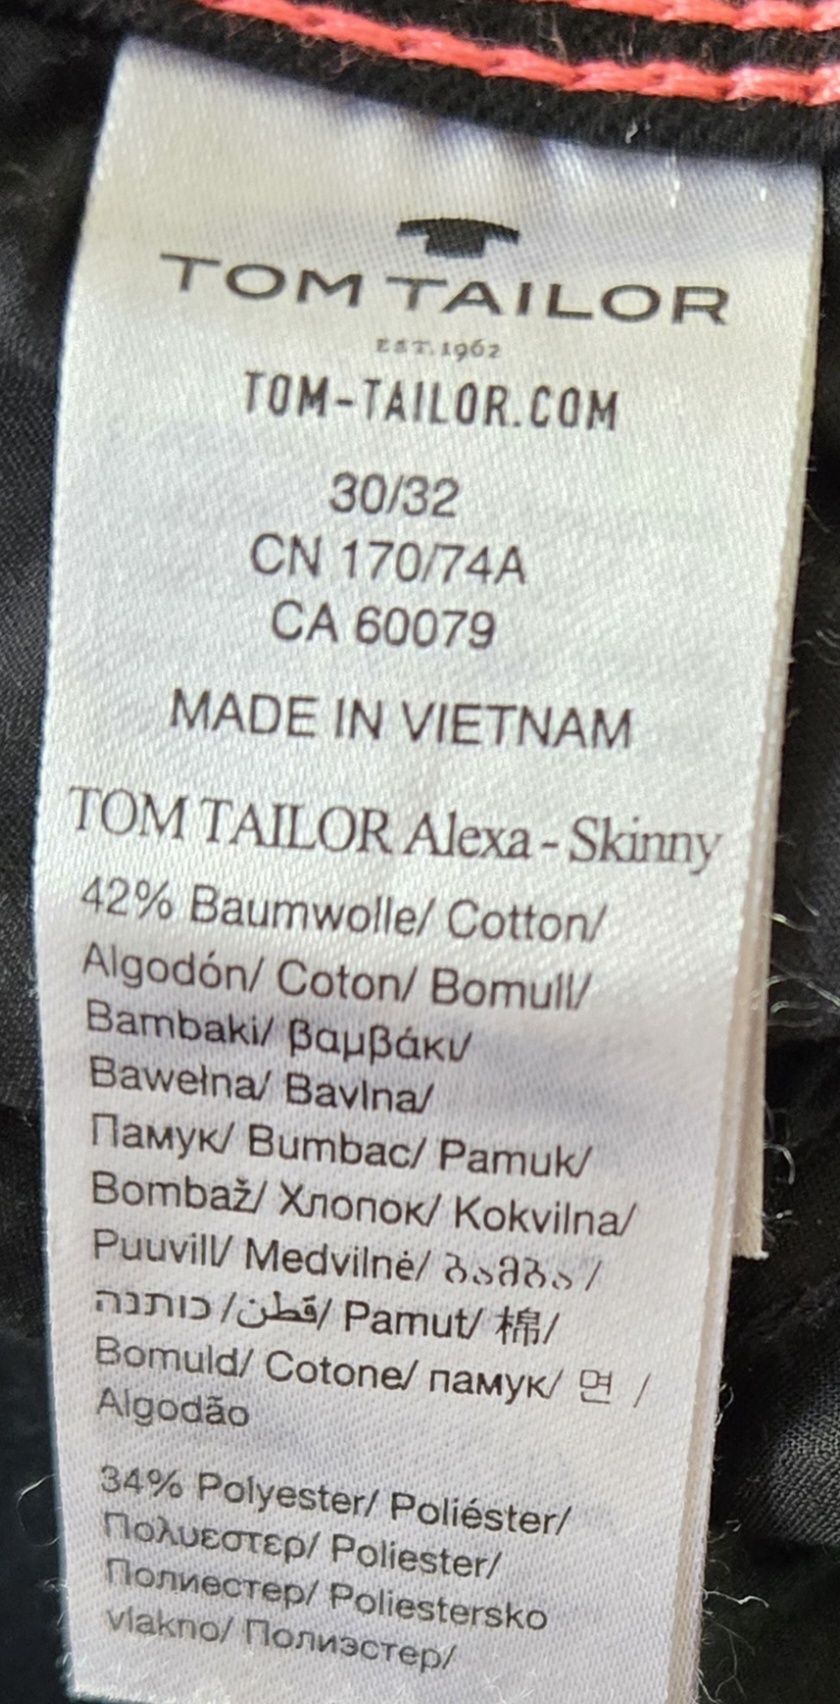 TOM TAILOR
EST. 1962
TOM-TAILOR.COM
30/32
CN 170/74A
CA 60079
MADE IN VIETNAM
TOM TAILOR Alexa - Skinny
42% Baumwolle/ Cotton/
Algodón/ Coton/ Bomull/
Bambaki/ βαμβάκι/
Bawełna/ Bavlna/
Памук/ Bumbac/ Pamuk/
Bombaž/ Хлопок/ Kokvilna/
Puuvill/ Medvilnė/ ბამბა /
כותנה /قطن/ Pamut/ 棉/
Bomuld/ Cotone/ памук/ 면 /
Algodão
34% Polyester/ Poliéster/
Πολυεστερ/ Poliester/
Полиестер/ Poliestersko
vlakno/ Полиэстер/